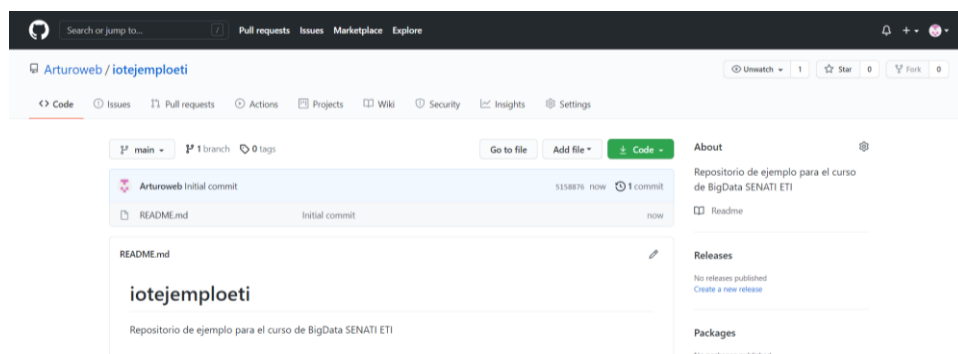 Search or jump to... /
Pull requests Issues Marketplace Explore
Arturoweb / iotejemploeti
Unwatch 1 Star 0 Fork 0
Code Issues Pull requests Actions Projects Wiki Security Insights Settings
main 1 branch 0 tags Go to file Add file Code
Arturoweb Initial commit 5158876 now 1 commit
README.md Initial commit now
README.md
iotejemploeti
Repositorio de ejemplo para el curso de BigData SENATI ETI
About
Repositorio de ejemplo para el curso
de BigData SENATI ETI
Readme
Releases
No releases published
Create a new release
Packages